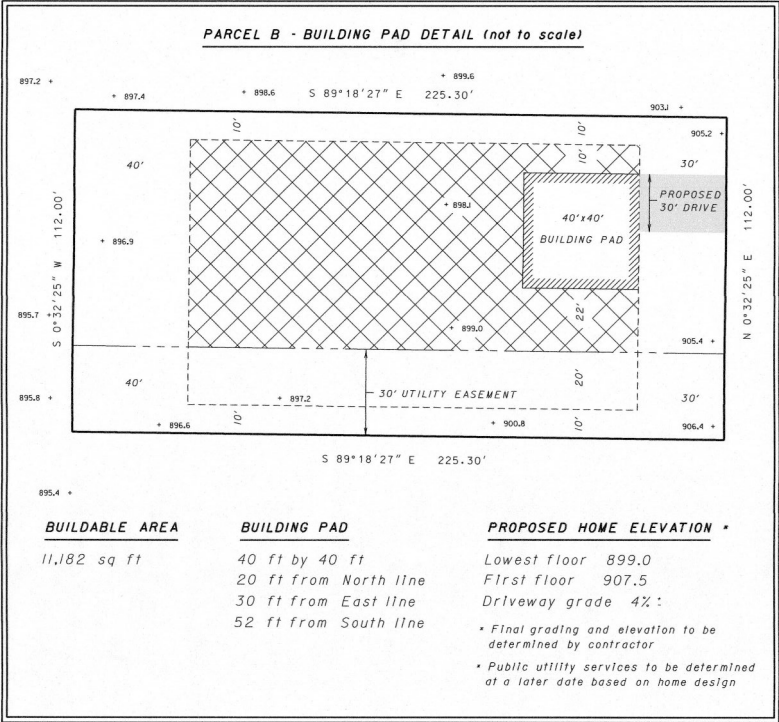 PARCEL B - BUILDING PAD DETAIL (not to scale)
+ 899.6
897.2 +
+ 897.4
+ 898.6
S 89°18'27" E 225.30'
903.1 +
905.2 +
10'
10'
40'
10'
30'
PROPOSED
30' DRIVE
+ 898.1
40'x40'
BUILDING PAD
+ 896.9
S 0°32'25" W 112.00'
N 0°32'25" E 112.00'
895.7 +
22'
+ 899.0
905.4 +
40'
20'
30' UTILITY EASEMENT
30'
895.8 +
+ 897.2
10'
10'
+ 896.6
+ 900.8
906.4 +
S 89°18'27" E 225.30'
895.4 +
BUILDABLE AREA
11,182 sq ft
BUILDING PAD
40 ft by 40 ft
20 ft from North line
30 ft from East line
52 ft from South line
PROPOSED HOME ELEVATION *
Lowest floor 899.0
First floor 907.5
Driveway grade 4% ±
* Final grading and elevation to be
determined by contractor
* Public utility services to be determined
at a later date based on home design